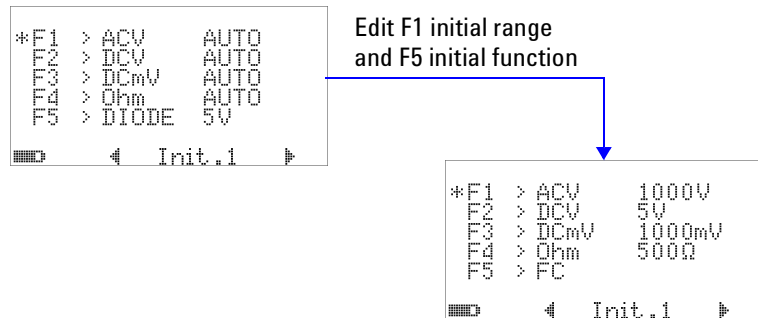 *F1 > ACV AUTO
F2 > DCV AUTO
F3 > DCmV AUTO
F4 > Ohm AUTO
F5 > DIODE 5V
Init.1
Edit F1 initial range
and F5 initial function
*F1 > ACV 1000V
F2 > DCV 5V
F3 > DCmV 1000mV
F4 > Ohm 500Ω
F5 > FC
Init.1